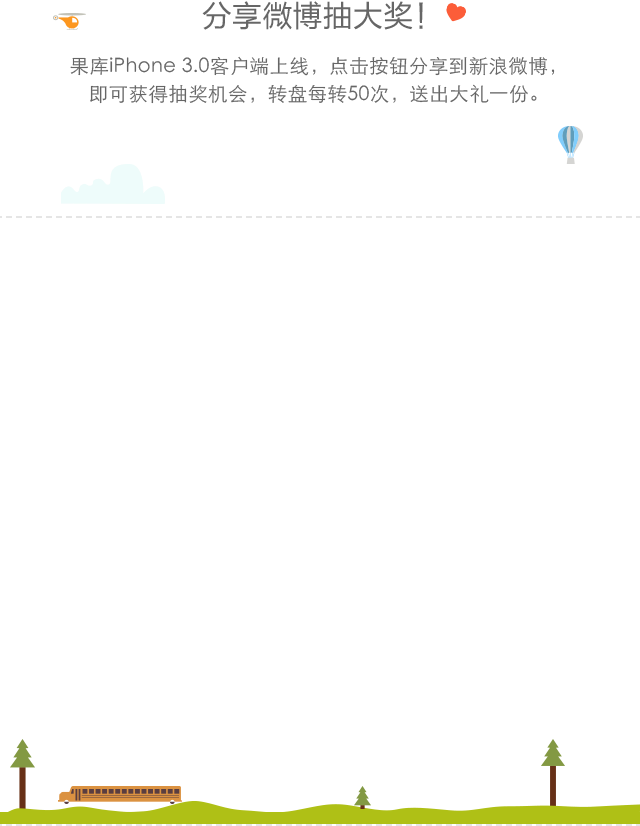 分享微博抽大奖！
果库iPhone 3.0客户端上线，点击按钮分享到新浪微博，
即可获得抽奖机会，转盘每转50次，送出大礼一份。